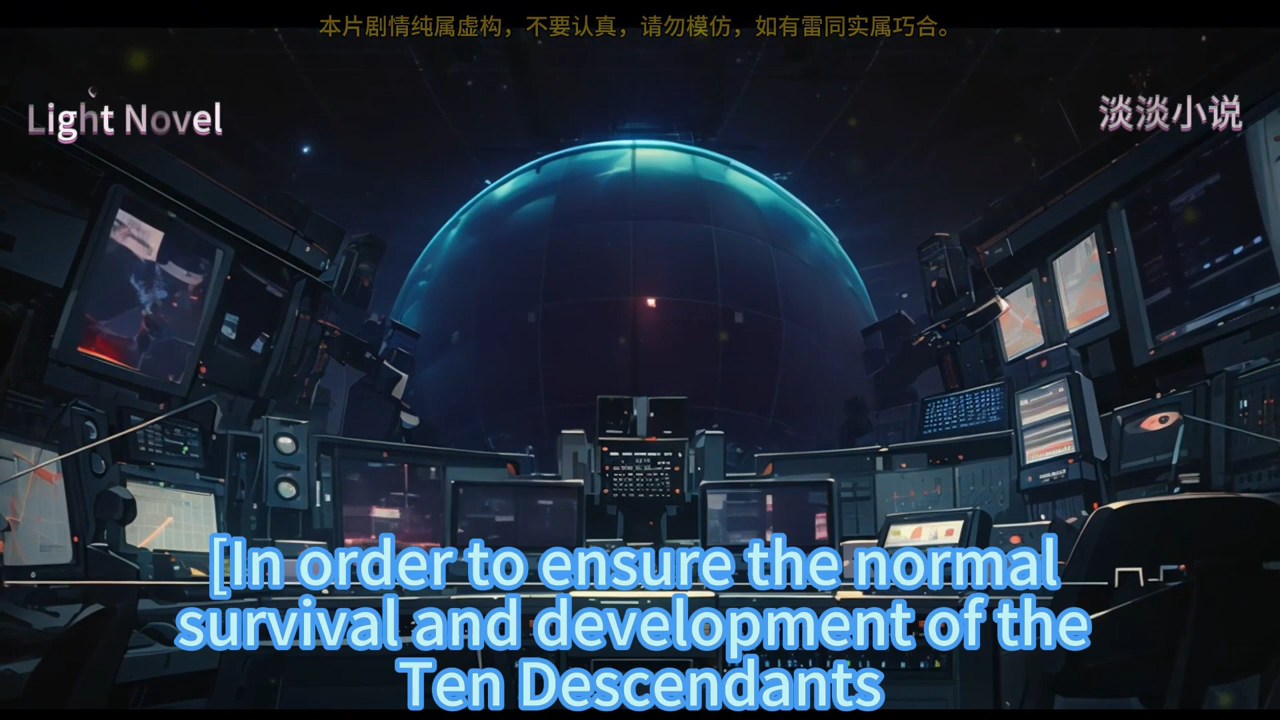 本片剧情纯属虚构，不要认真，请勿模仿，如有雷同实属巧合。
Light Novel
淡淡小说
[In order to ensure the normal
survival and development of the
Ten Descendants